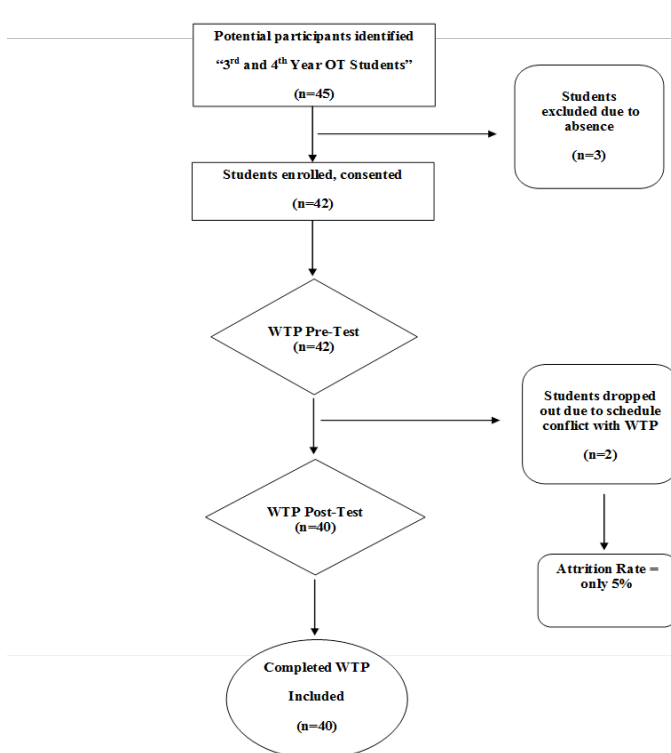 Potential participants identified
“3rd and 4th Year OT Students”
(n=45)
Students
excluded due to
absence
(n=3)
Students enrolled, consented
(n=42)
WTP Pre-Test
(n=42)
Students dropped
out due to schedule
conflict with WTP
(n=2)
WTP Post-Test
(n=40)
Attrition Rate =
only 5%
Completed WTP
Included
(n=40)